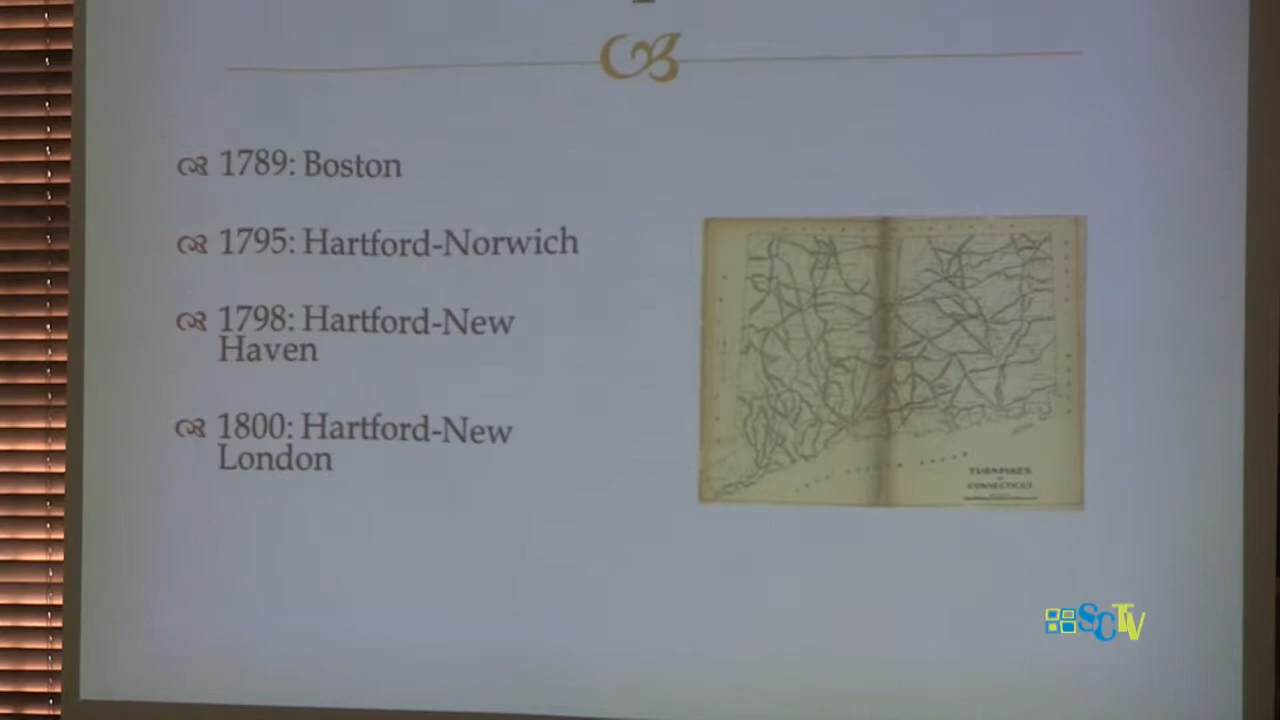 1789: Boston
1795: Hartford-Norwich
1798: Hartford-New
Haven
1800: Hartford-New
London
TURNPIKES
CONNECTICUT
SCTV